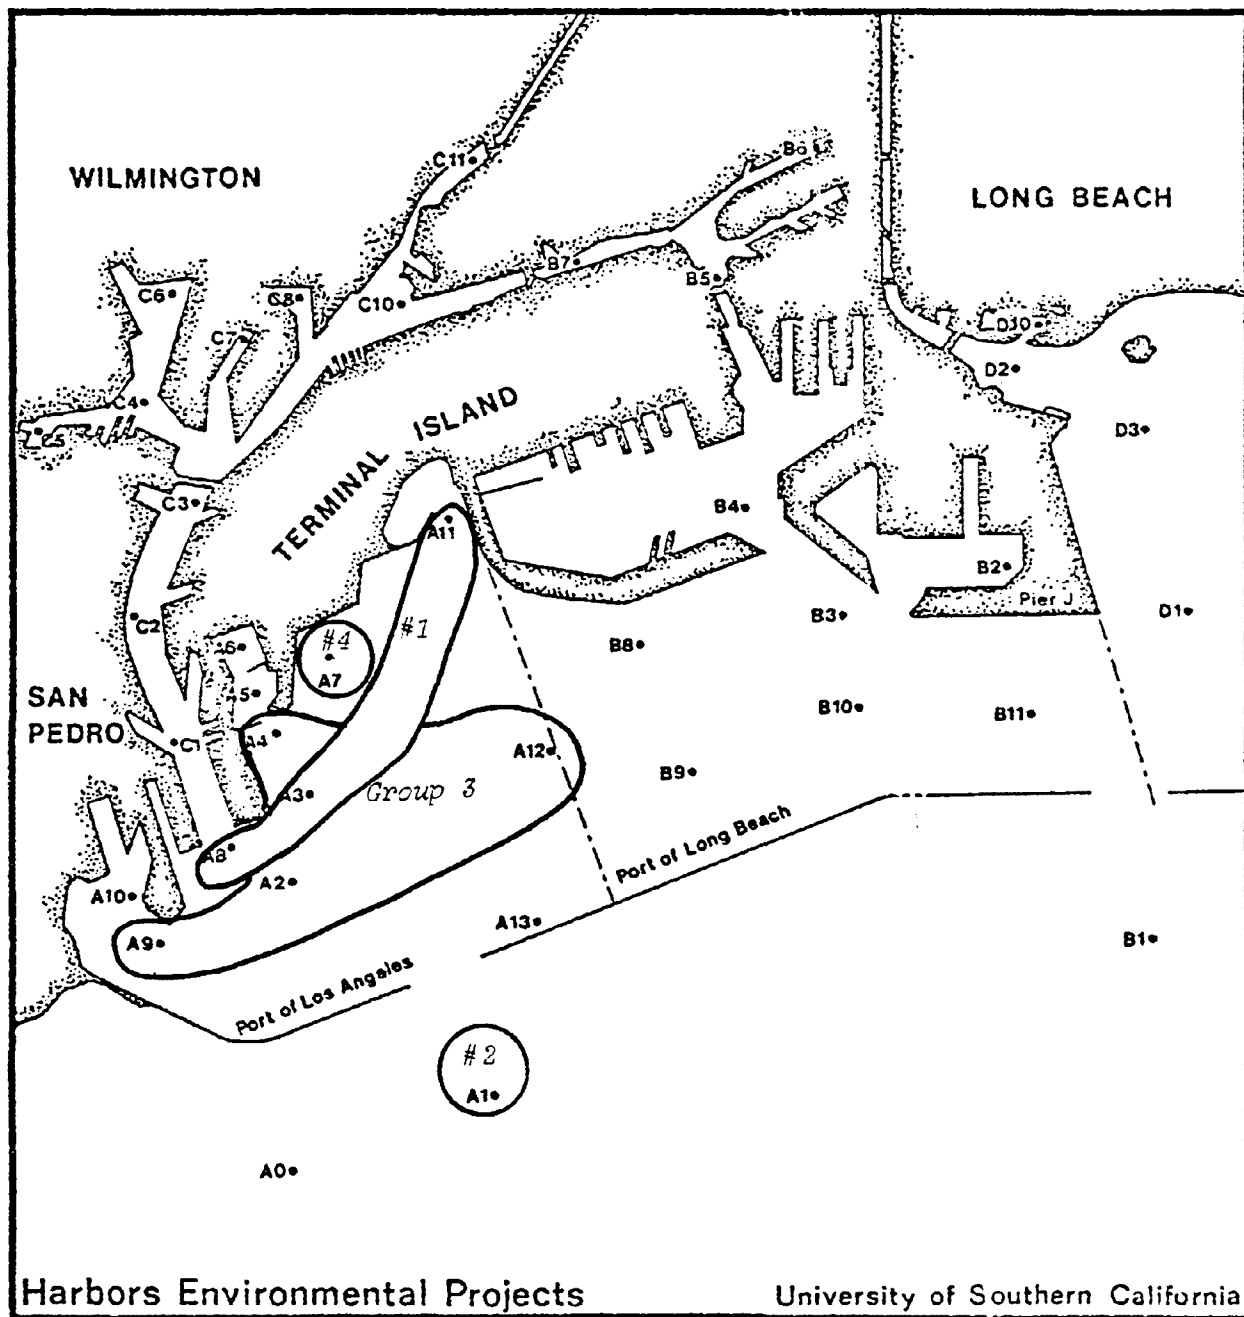 B6
C11
WILMINGTON
LONG BEACH
B7
B5
C6
C8
C10
D30
C7
D2
C4
ISLAND
D3
C5
TERMINAL
C3
B4
A11
B2
Pier J
C2
#1
B3
D1
#4
A6
B8
A7
SAN
PEDRO
A5
B10
B11
C1
A4
A12
B9
A3
Group 3
A8
Port of Long Beach
A2
A10
A13
A9
B1
Port of Los Angeles
#2
A1
A0
Harbors Environmental Projects
University of Southern California